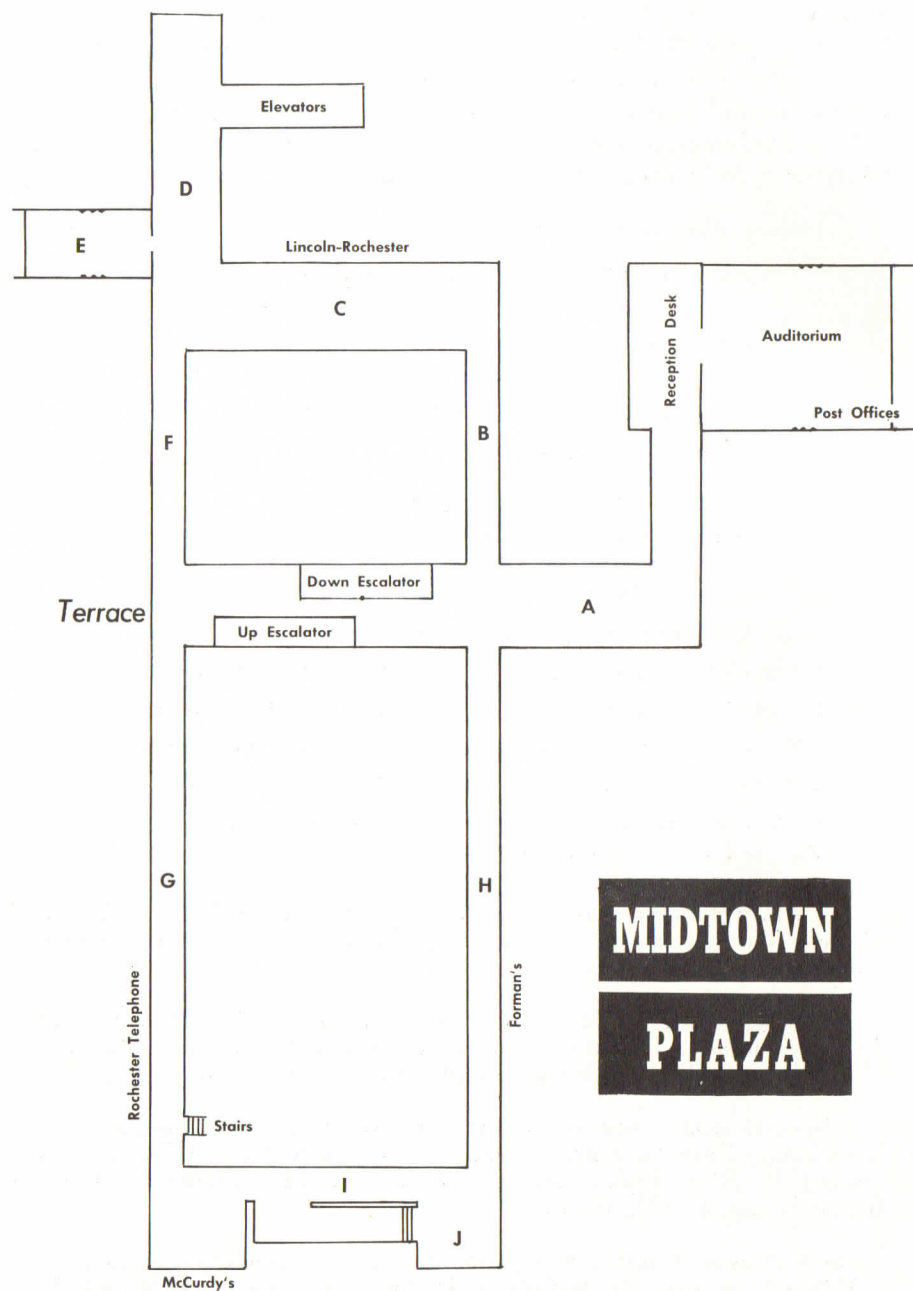 Elevators
D
E
Lincoln-Rochester
C
Reception Desk
Auditorium
Post Offices
F
B
Down Escalator
Terrace
A
Up Escalator
G
H
MIDTOWN
PLAZA
Rochester Telephone
Forman's
Stairs
I
J
McCurdy's